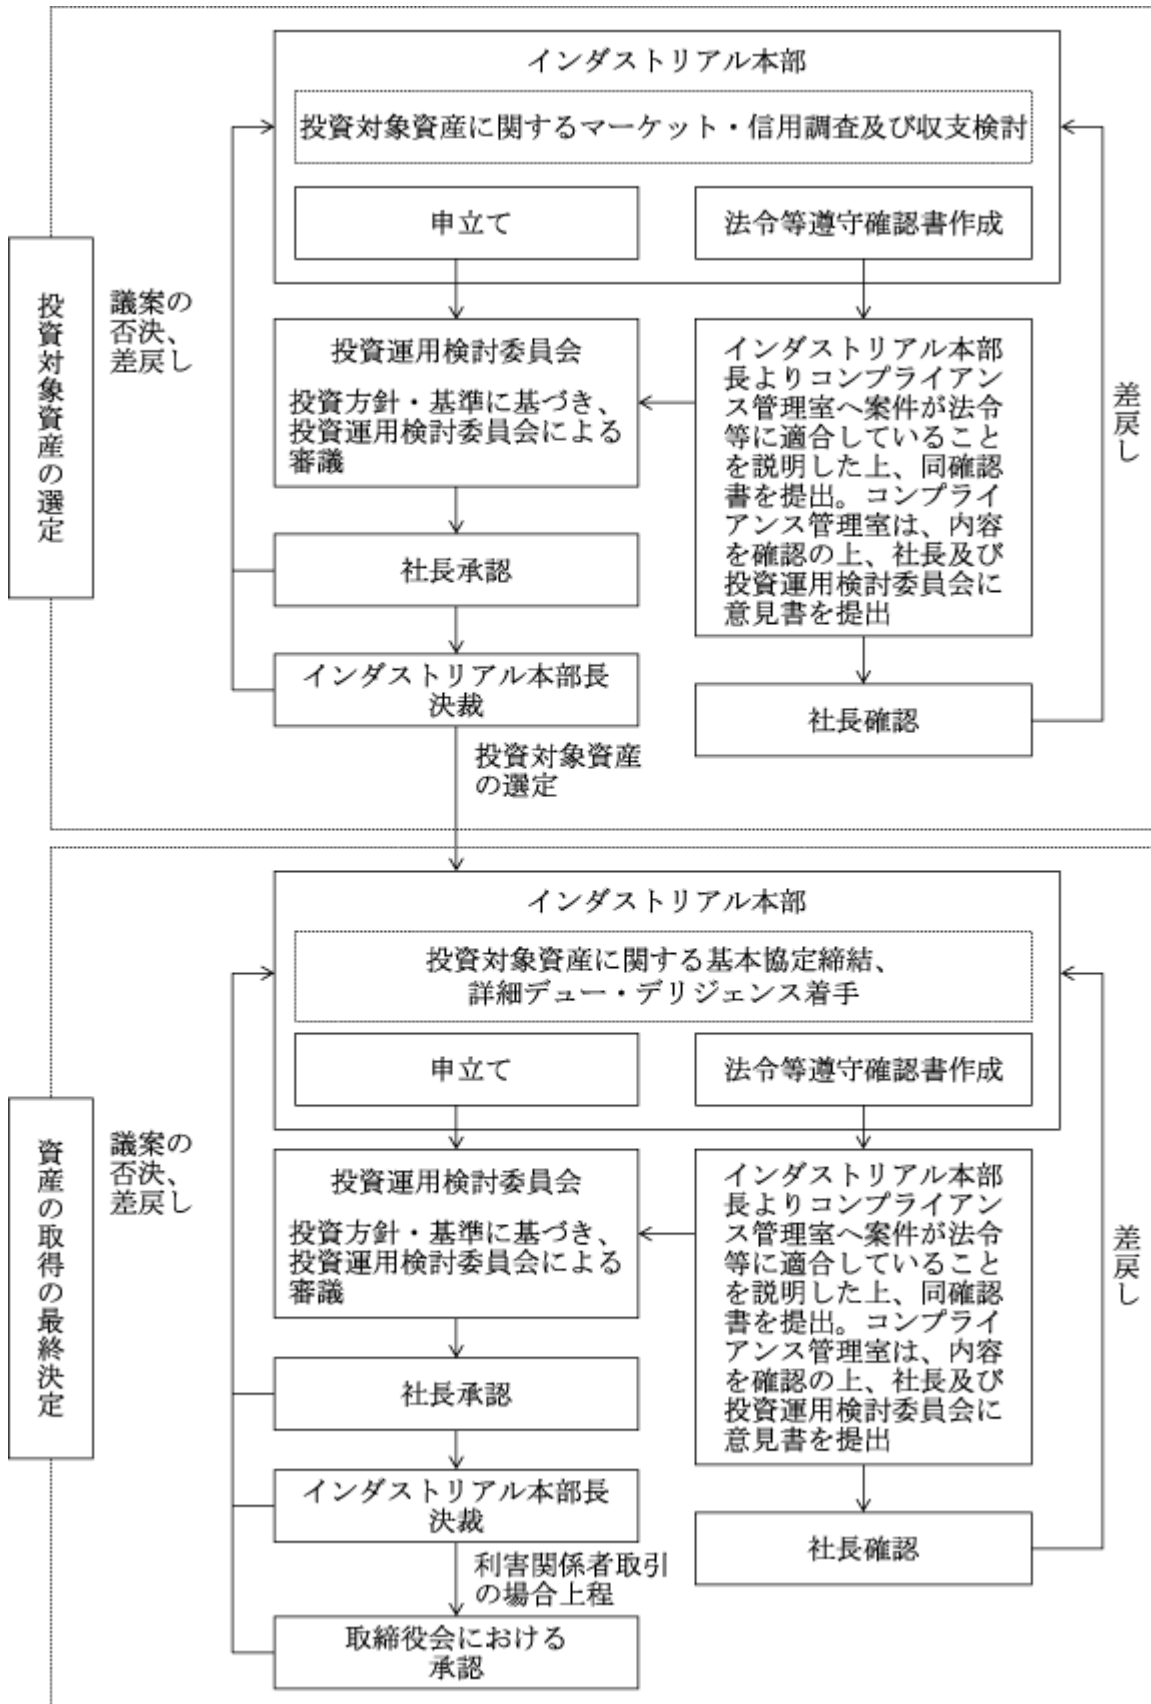 投資対象資産の選定
インダストリアル本部
投資対象資産に関するマーケット・信用調査及び収支検討
申立て
法令等遵守確認書作成
議案の
否決、
差戻し
投資運用検討委員会
投資方針・基準に基づき、
投資運用検討委員会による
審議
インダストリアル本部
長よりコンプライアン
ス管理室へ案件が法令
等に適合していること
を説明した上、同確認
書を提出。コンプライ
アンス管理室は、内容
を確認の上、社長及び
投資運用検討委員会に
意見書を提出
差戻し
社長承認
インダストリアル本部長
決裁
社長確認
投資対象資産
の選定
資産の取得の最終決定
インダストリアル本部
投資対象資産に関する基本協定締結、
詳細デュー・デリジェンス着手
申立て
法令等遵守確認書作成
議案の
否決、
差戻し
投資運用検討委員会
投資方針・基準に基づき、
投資運用検討委員会による
審議
インダストリアル本部
長よりコンプライアン
ス管理室へ案件が法令
等に適合していること
を説明した上、同確認
書を提出。コンプライ
アンス管理室は、内容
を確認の上、社長及び
投資運用検討委員会に
意見書を提出
差戻し
社長承認
インダストリアル本部長
決裁
社長確認
利害関係者取引
の場合上程
取締役会における
承認